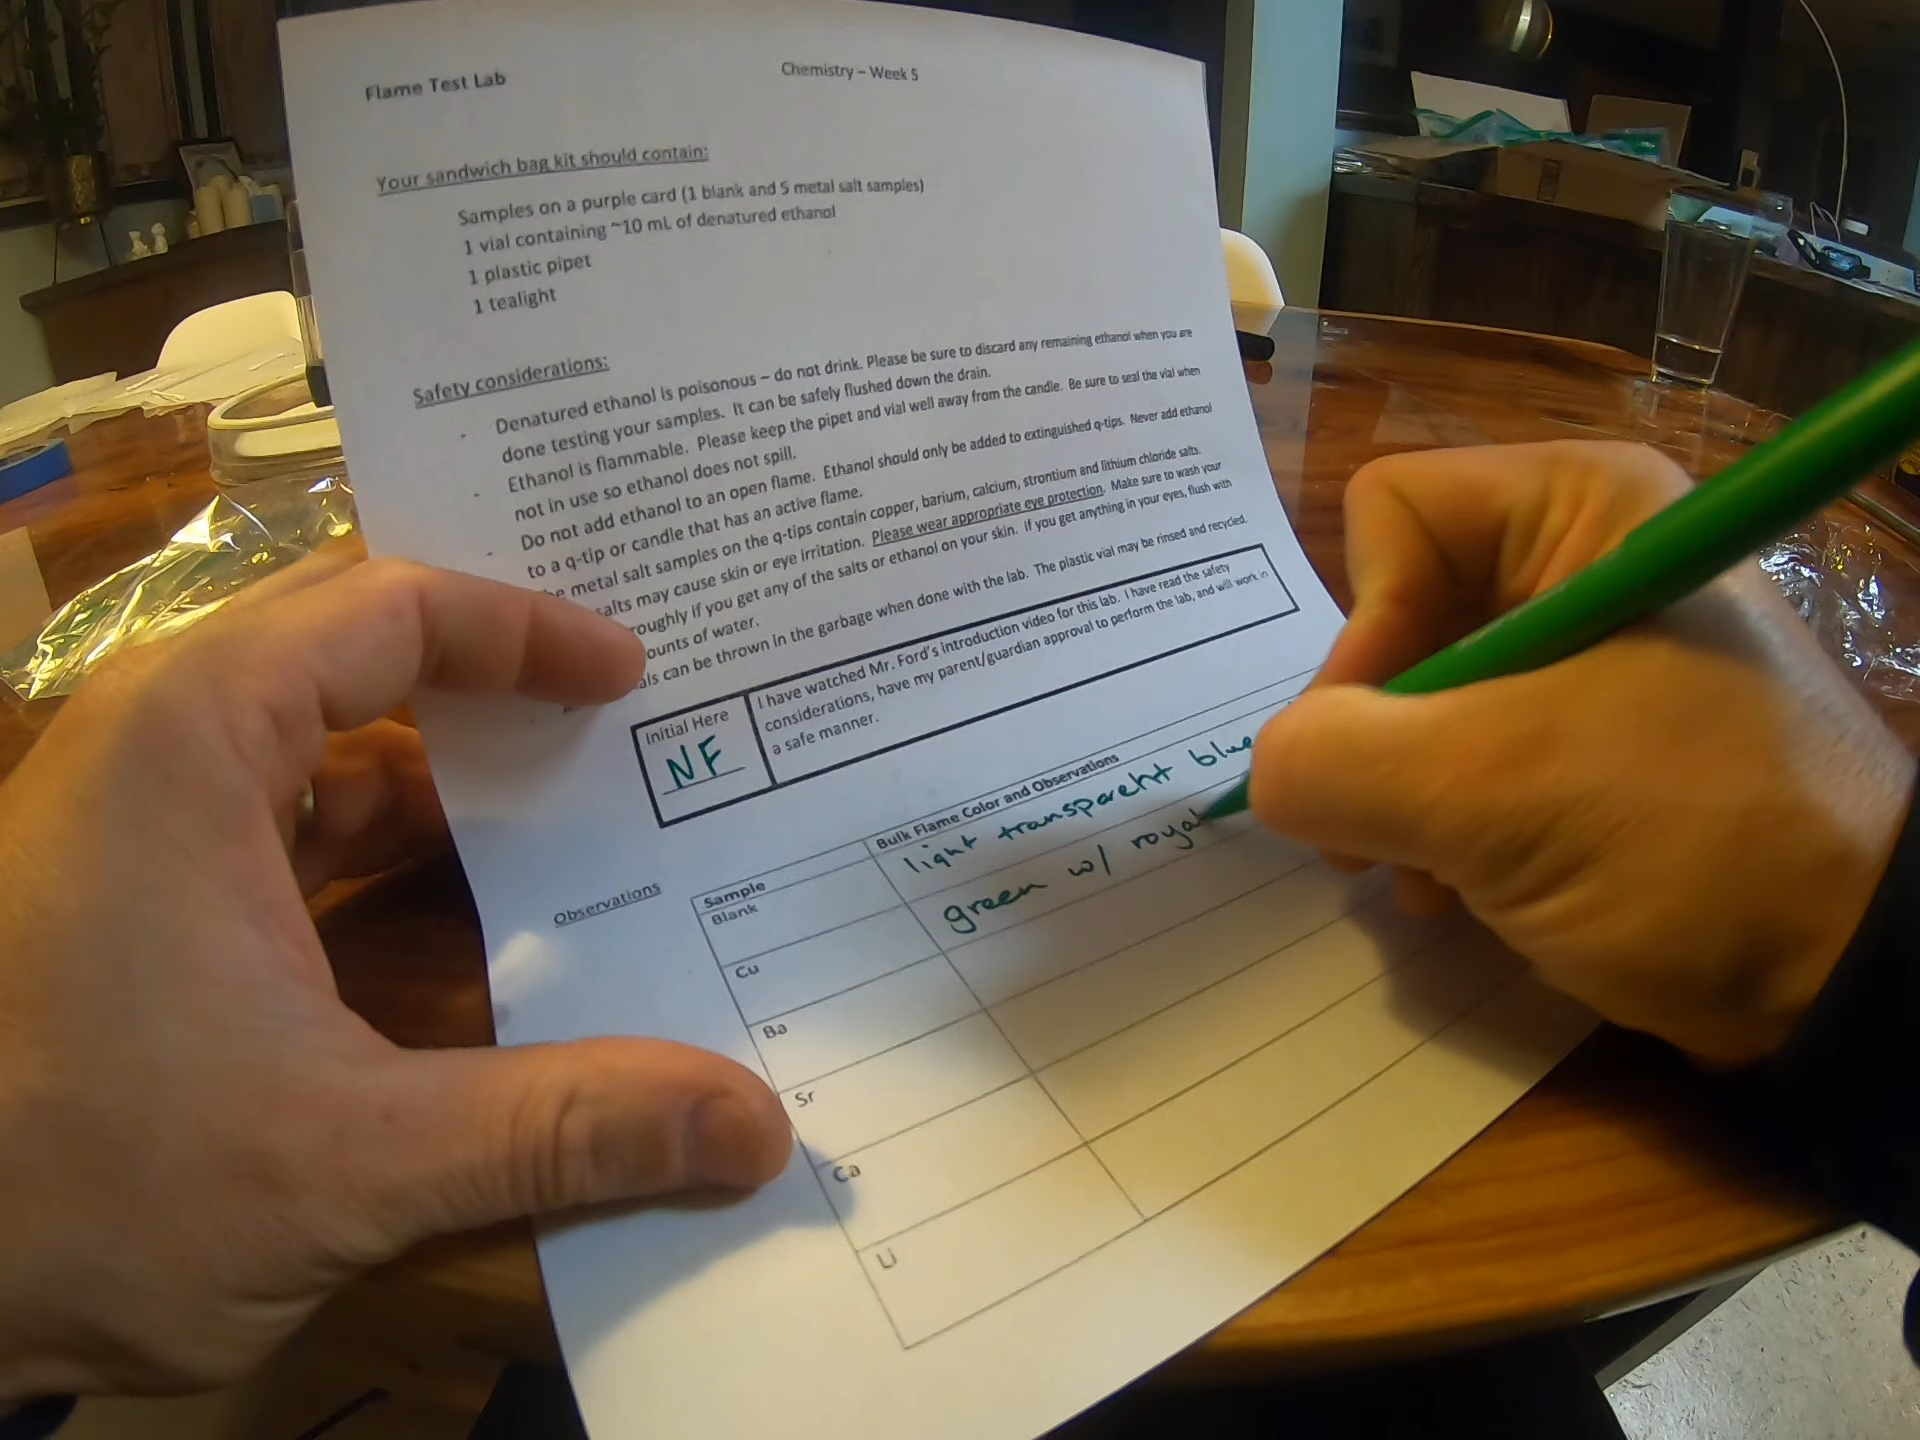 Flame Test Lab Chemistry – Week 5
Your sandwich bag kit should contain:
Samples on a purple card (1 blank and 5 metal salt samples)
1 vial containing ~10 mL of denatured ethanol
1 plastic pipet
1 tealight
Safety considerations:
- Denatured ethanol is poisonous – do not drink. Please be sure to discard any remaining ethanol when you are
done testing your samples. It can be safely flushed down the drain.
- Ethanol is flammable. Please keep the pipet and vial well away from the candle. Be sure to seal the vial when
not in use so ethanol does not spill.
- Do not add ethanol to an open flame. Ethanol should only be added to extinguished q-tips. Never add ethanol
to a q-tip or candle that has an active flame.
metal salt samples on the q-tips contain copper, barium, calcium, strontium and lithium chloride salts.
salts may cause skin or eye irritation. Please wear appropriate eye protection. Make sure to wash your
roughly if you get any of the salts or ethanol on your skin. If you get anything in your eyes, flush with
ounts of water.
als can be thrown in the garbage when done with the lab. The plastic vial may be rinsed and recycled.
Initial Here
NF
I have watched Mr. Ford's introduction video for this lab. I have read the safety
considerations, have my parent/guardian approval to perform the lab, and will work in
a safe manner.
Observations
Sample Bulk Flame Color and Observations
Blank light transparent blue
Cu green w/ royal
Ba
Sr
Ca
Li